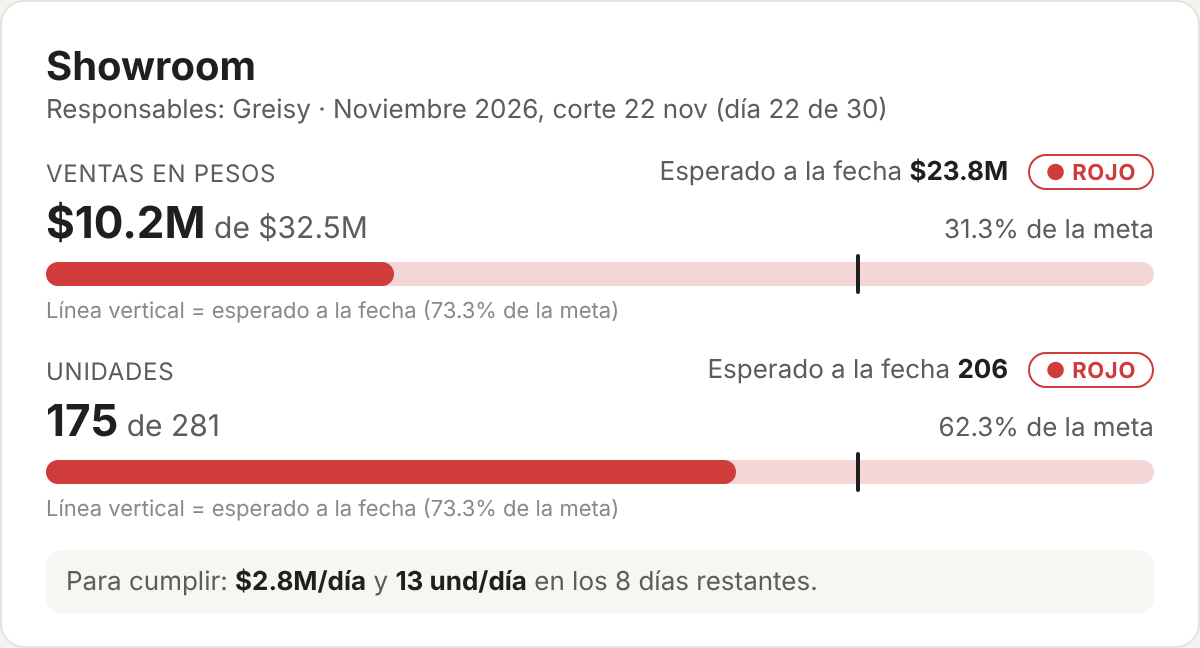 Showroom
Responsables: Greisy · Noviembre 2026, corte 22 nov (día 22 de 30)
VENTAS EN PESOS
Esperado a la fecha $23.8M
ROJO
$10.2M de $32.5M
31.3% de la meta
Línea vertical = esperado a la fecha (73.3% de la meta)
UNIDADES
Esperado a la fecha 206
ROJO
175 de 281
62.3% de la meta
Línea vertical = esperado a la fecha (73.3% de la meta)
Para cumplir: $2.8M/día y 13 und/día en los 8 días restantes.